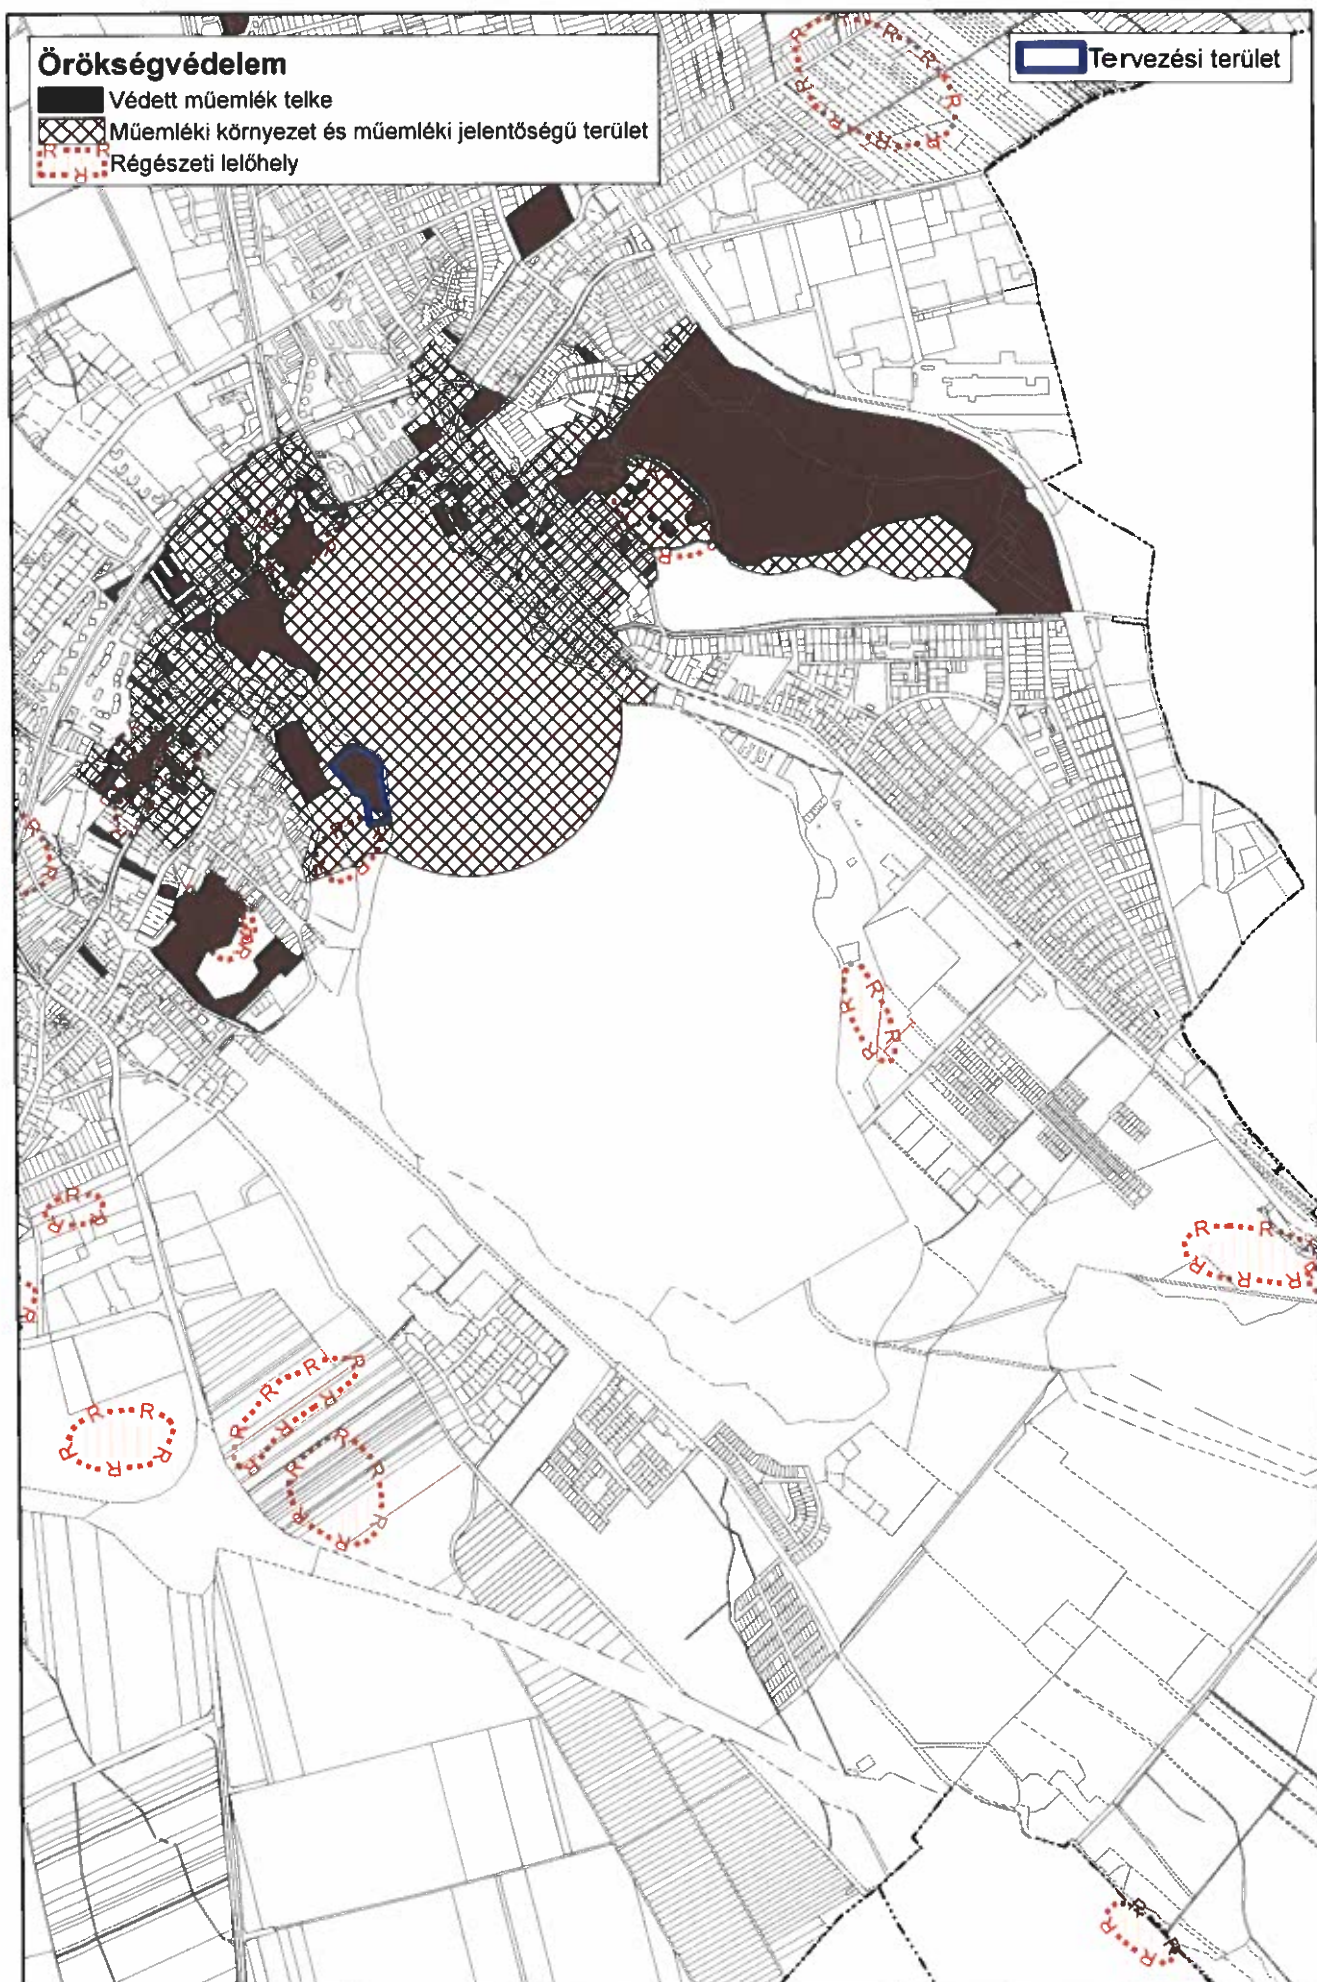 Örökségvédelem
Védett műemlék telke
Műemléki környezet és műemléki jelentőségű terület
Régészeti lelőhely
Tervezési terület